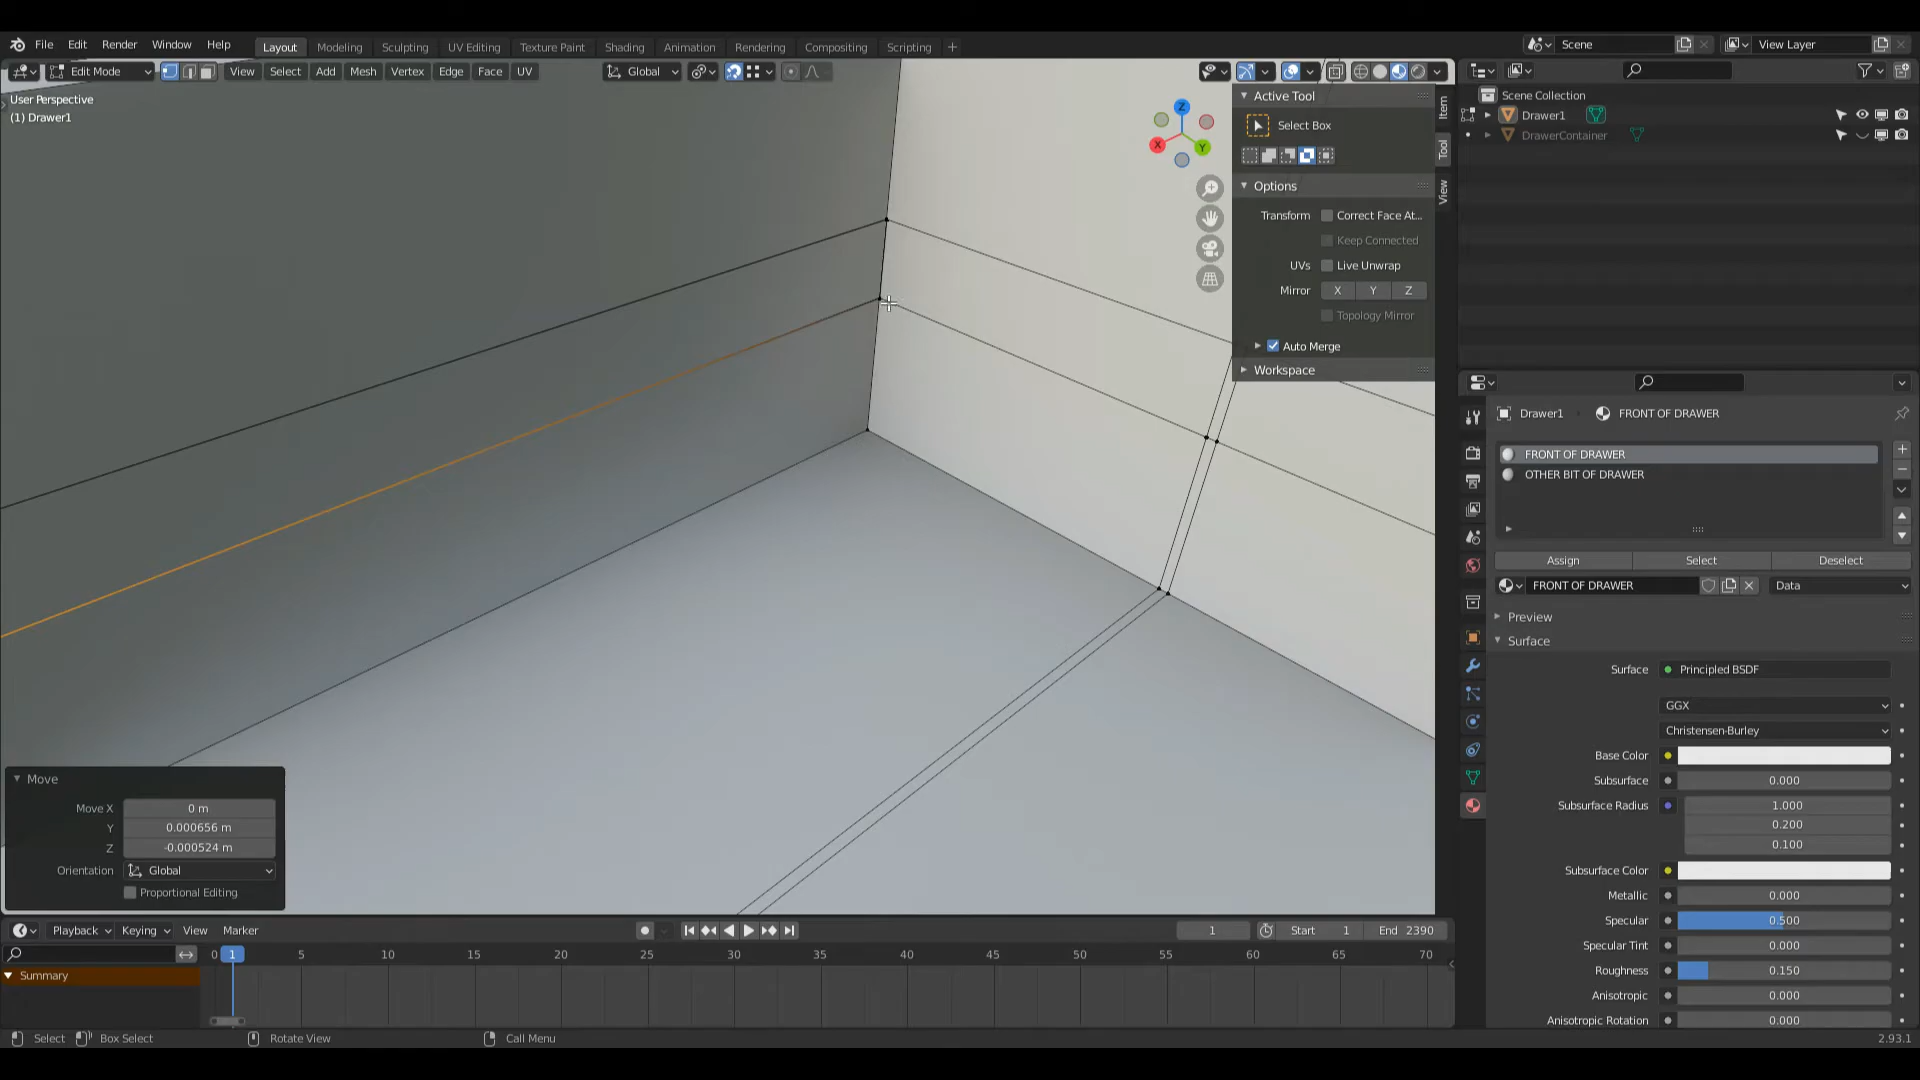 File Edit Render Window Help
Layout Modeling Sculpting UV Editing Texture Paint Shading Animation Rendering Compositing Scripting
Scene
View Layer
Edit Mode
View Select Add Mesh Vertex Edge Face UV
Global
User Perspective
(1) Drawer1
Z
X
Y
Active Tool
Select Box
Options
Transform Correct Face At...
Keep Connected
UVs Live Unwrap
Mirror X Y Z
Topology Mirror
Auto Merge
Workspace
Item
Tool
View
Scene Collection
Drawer1
DrawerContainer
Drawer1 FRONT OF DRAWER
FRONT OF DRAWER
OTHER BIT OF DRAWER
Assign Select Deselect
FRONT OF DRAWER Data
Preview
Surface
Surface Principled BSDF
GGX
Christensen-Burley
Base Color
Subsurface 0.000
Subsurface Radius 1.000
0.200
0.100
Subsurface Color
Metallic 0.000
Specular 0.500
Specular Tint 0.000
Roughness 0.150
Anisotropic 0.000
Anisotropic Rotation 0.000
Move
Move X 0 m
Y 0.000656 m
Z -0.000524 m
Orientation Global
Proportional Editing
Playback Keying View Marker
1 Start 1 End 2390
0 1 5 10 15 20 25 30 35 40 45 50 55 60 65 70
Summary
Select Box Select Rotate View Call Menu 2.93.1